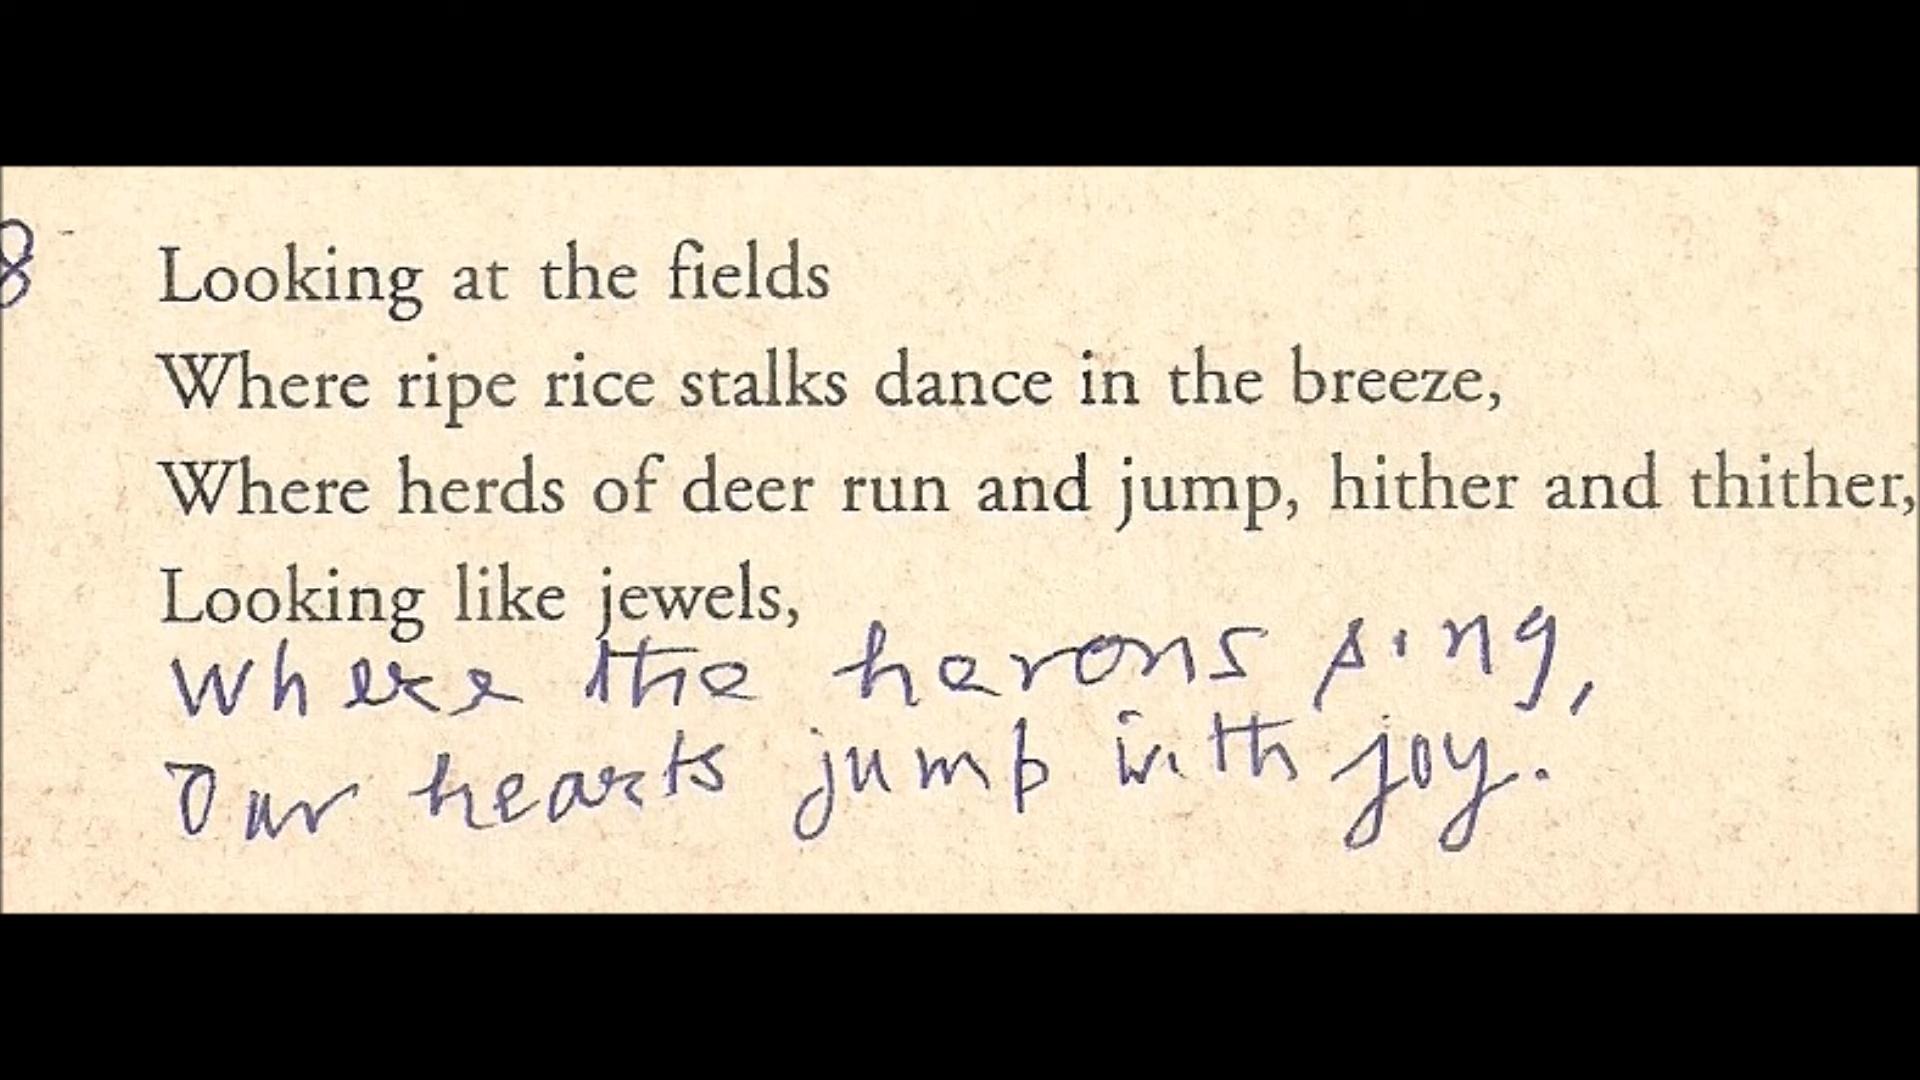 8 Looking at the fields
Where ripe rice stalks dance in the breeze,
Where herds of deer run and jump, hither and thither,
Looking like jewels,
Where the herons sing,
Our hearts jump with joy.